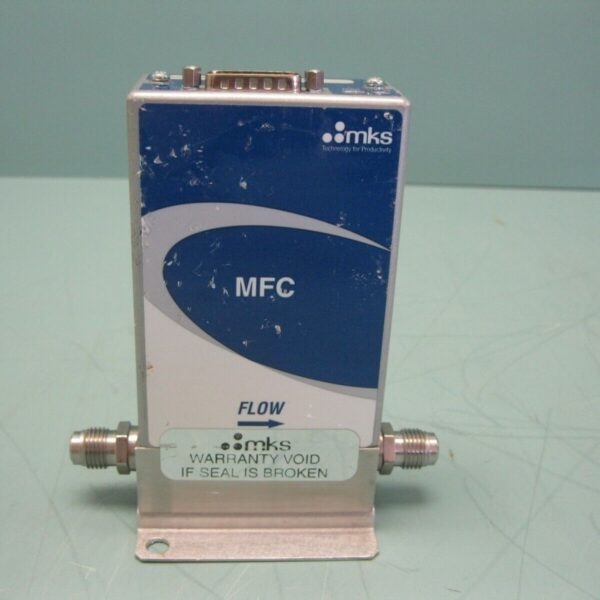 mks
Technology for Productivity
MFC
FLOW
mks
WARRANTY VOID
IF SEAL IS BROKEN